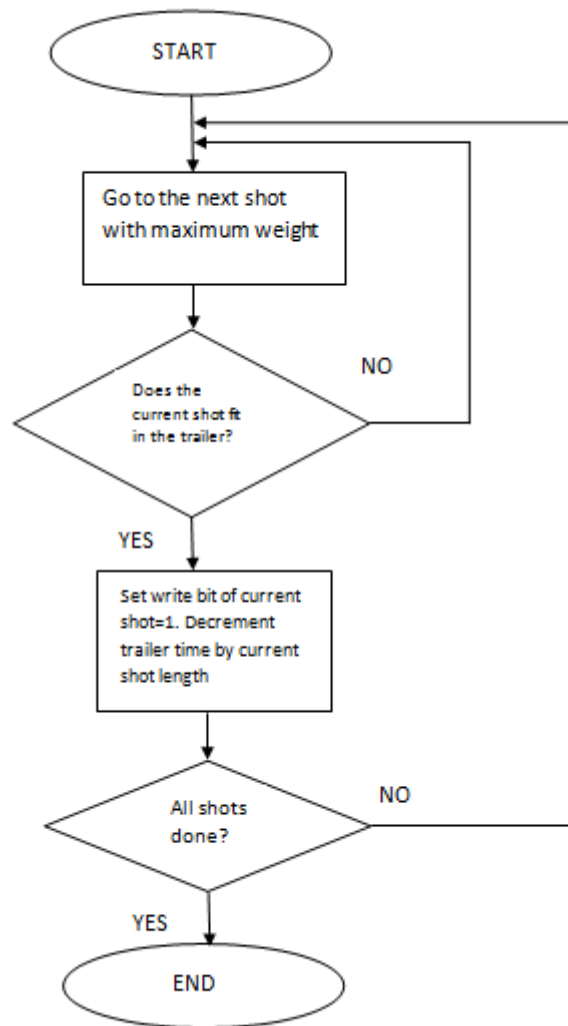 START
Go to the next shot
with maximum weight
NO
Does the
current shot fit
in the trailer?
YES
Set write bit of current
shot=1. Decrement
trailer time by current
shot length
NO
All shots
done?
YES
END